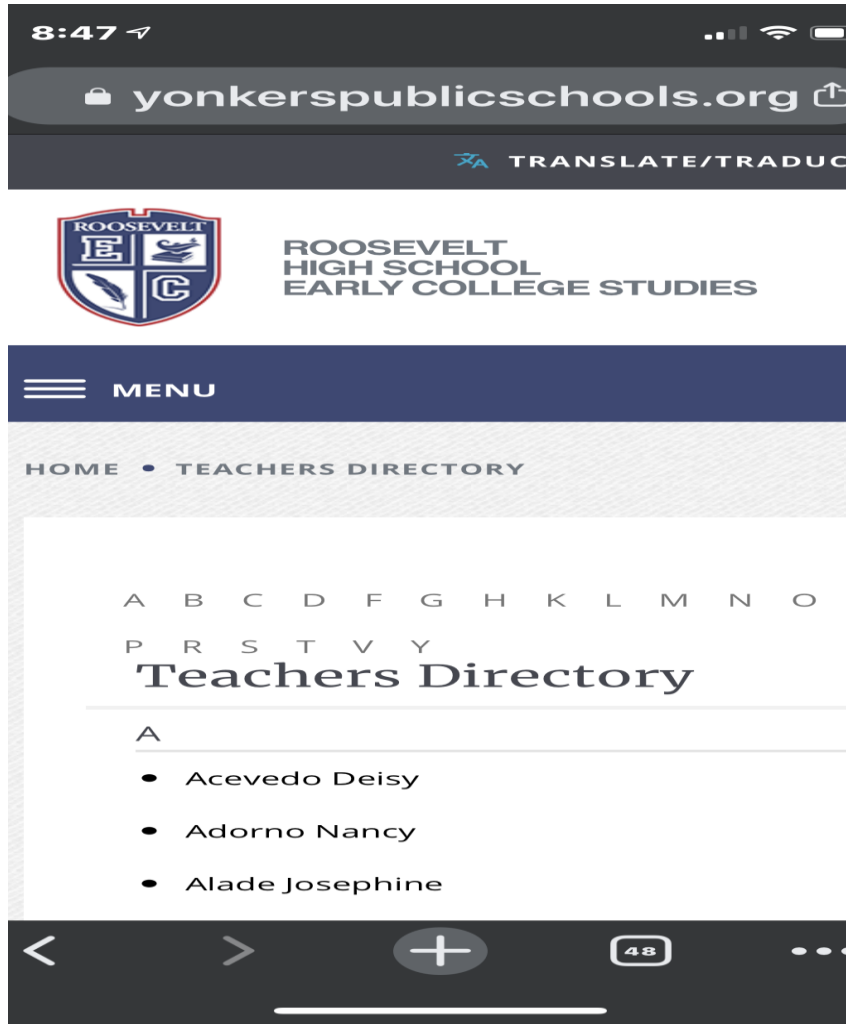 8:47
yonkerspublicschools.org
TRANSLATE/TRADUC
ROOSEVELT
E
C
ROOSEVELT
HIGH SCHOOL
EARLY COLLEGE STUDIES
MENU
HOME • TEACHERS DIRECTORY
A B C D F G H K L M N O
P R S T V Y
Teachers Directory
A
• Acevedo Deisy
• Adorno Nancy
• Alade Josephine
48